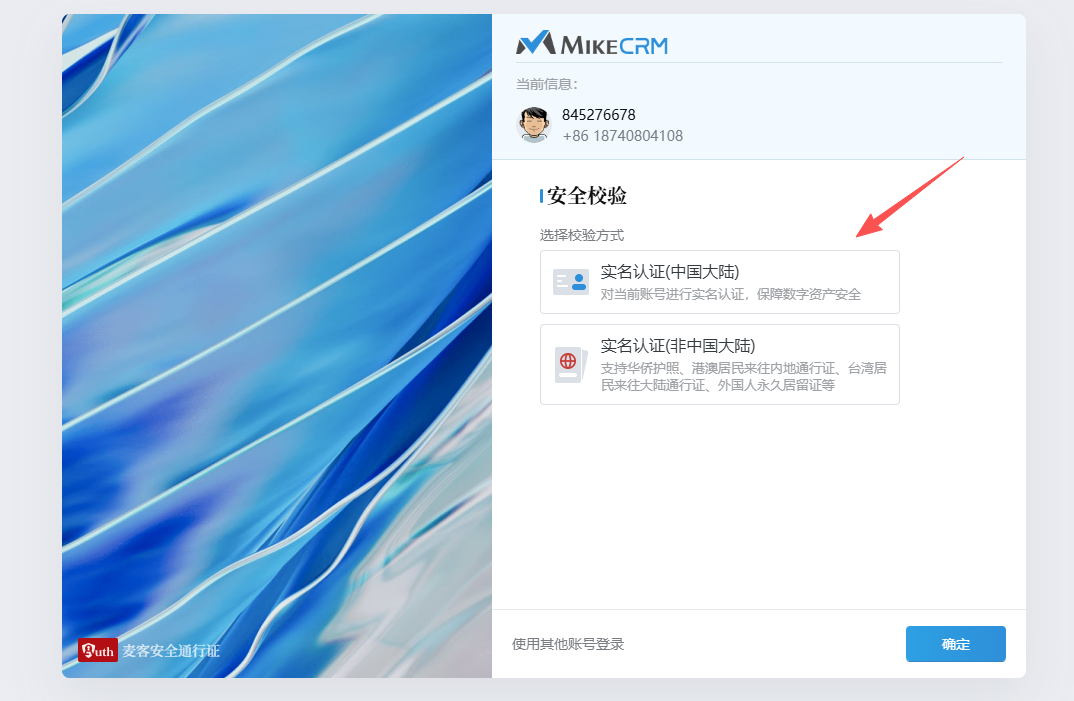 MIKECRM
当前信息：
845276678
+86 18740804108
安全校验
选择校验方式
实名认证(中国大陆)
对当前账号进行实名认证，保障数字资产安全
实名认证(非中国大陆)
支持华侨护照、港澳居民来往内地通行证、台湾居
民来往大陆通行证、外国人永久居留证等
使用其他账号登录
确定
guth 麦客安全通行证